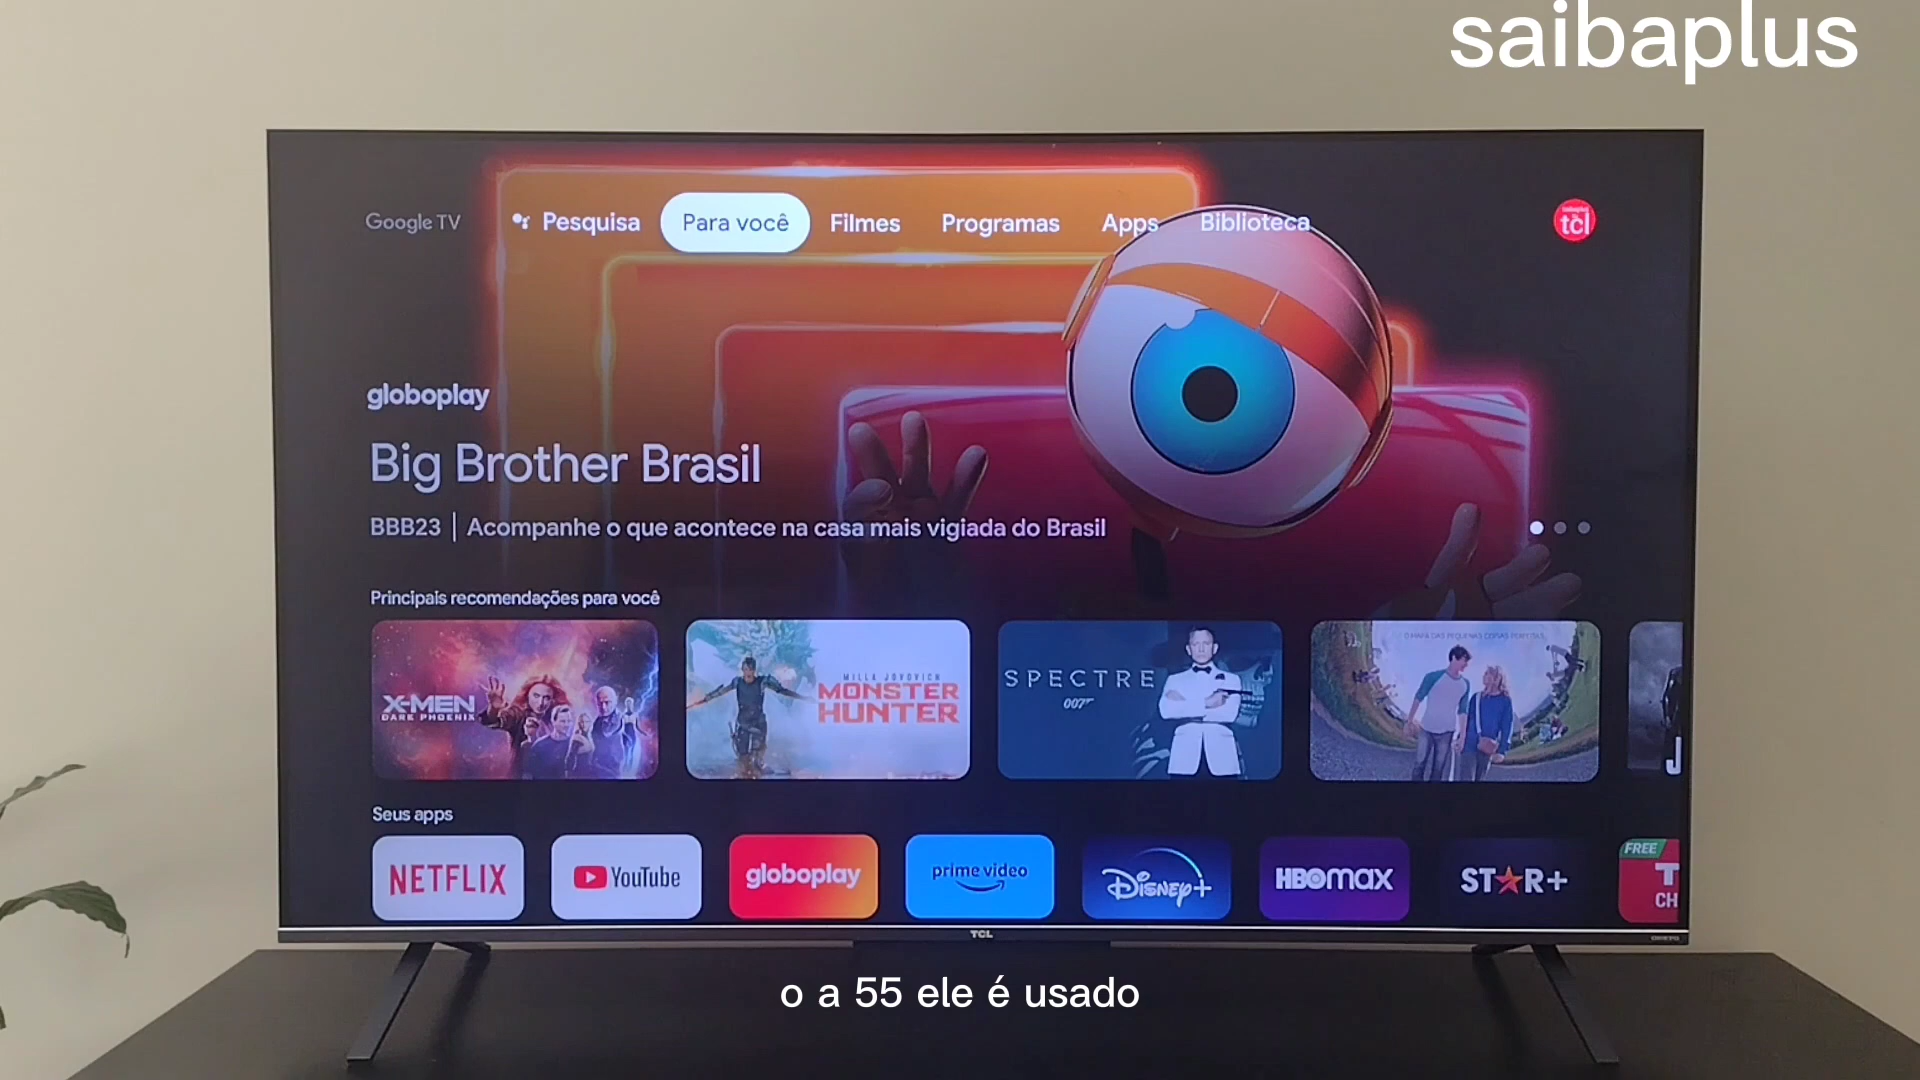 saibaplus
Google TV
Pesquisa
Para você
Filmes
Programas
Apps
Biblioteca
tcl
globoplay
Big Brother Brasil
BBB23 | Acompanhe o que acontece na casa mais vigiada do Brasil
Principais recomendações para você
X-MEN
DARK PHOENIX
MILLA JOVOVICH
MONSTER
HUNTER
SPECTRE
007
J
Seus apps
NETFLIX
YouTube
globoplay
prime video
Disney+
HBOMAX
STAR+
FREE
T
CH
TCL
ONKYO
o a 55 ele é usado